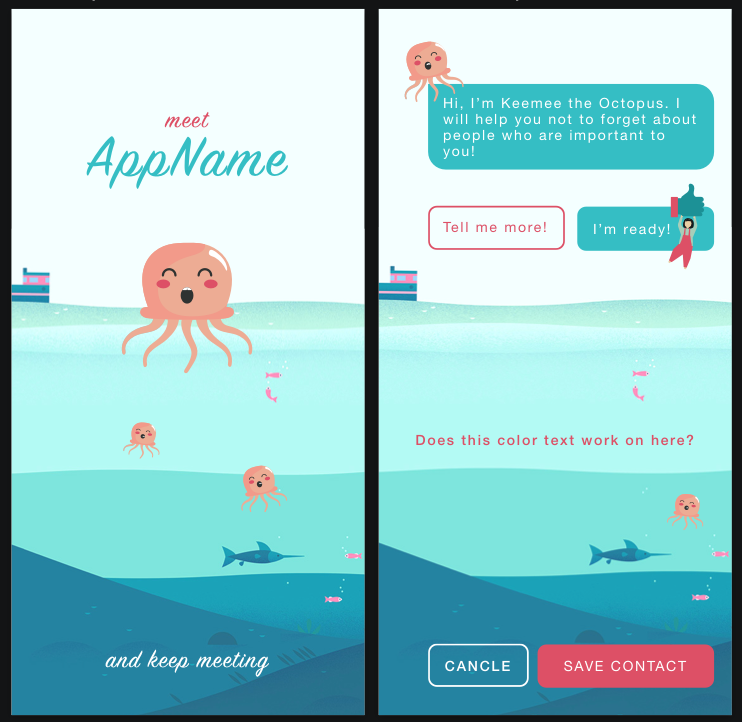 meet
AppName
and keep meeting
Hi, I'm Keemee the Octopus. I
will help you not to forget about
people who are important to
you!
Tell me more!
I'm ready!
Does this color text work on here?
CANCLE
SAVE CONTACT